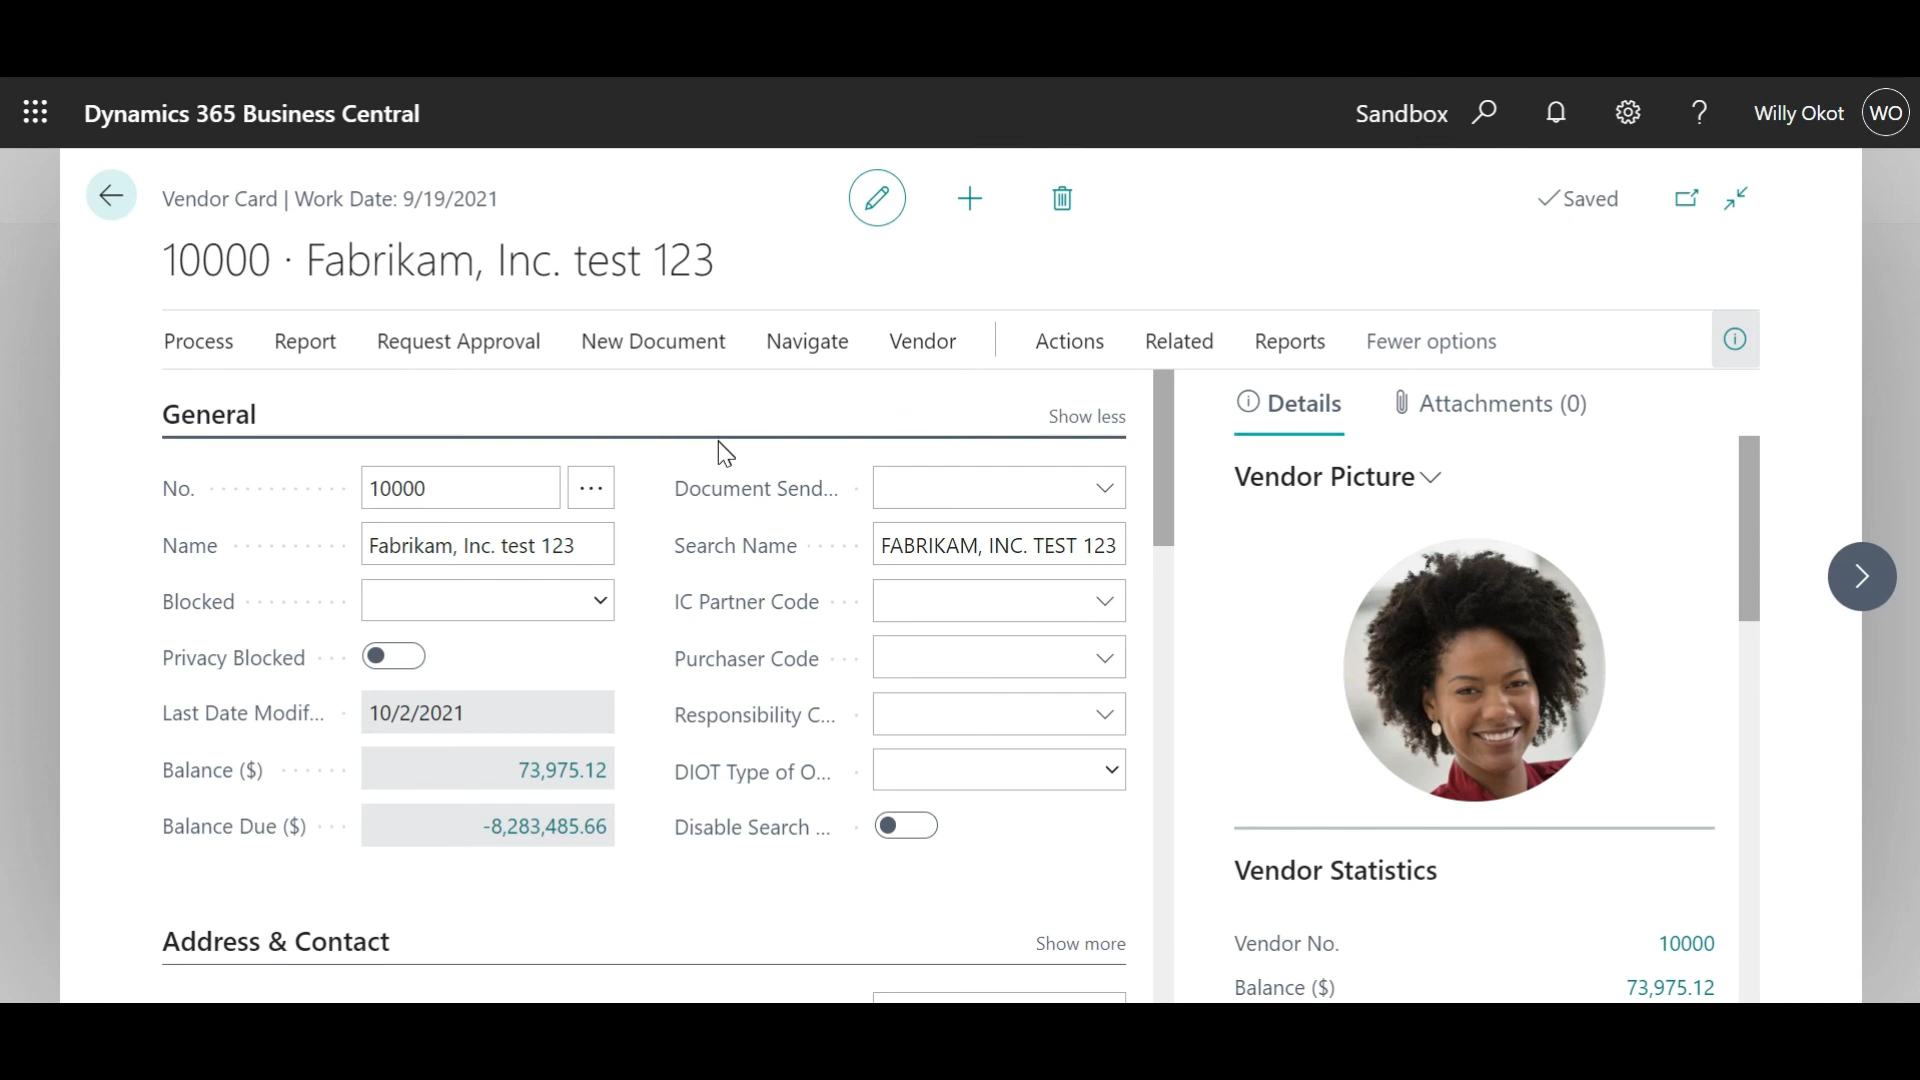 Dynamics 365 Business Central
Sandbox
?
Willy Okot
WO
Vendor Card | Work Date: 9/19/2021
Saved
10000 · Fabrikam, Inc. test 123
Process
Report
Request Approval
New Document
Navigate
Vendor
Actions
Related
Reports
Fewer options
General
Show less
No.
10000
...
Name
Fabrikam, Inc. test 123
Blocked
Privacy Blocked
Last Date Modif...
10/2/2021
Balance ($)
73,975.12
Balance Due ($)
-8,283,485.66
Document Send...
Search Name
FABRIKAM, INC. TEST 123
IC Partner Code
Purchaser Code
Responsibility C...
DIOT Type of O...
Disable Search ...
Address & Contact
Show more
Details
Attachments (0)
Vendor Picture
Vendor Statistics
Vendor No.
10000
Balance ($)
73,975.12